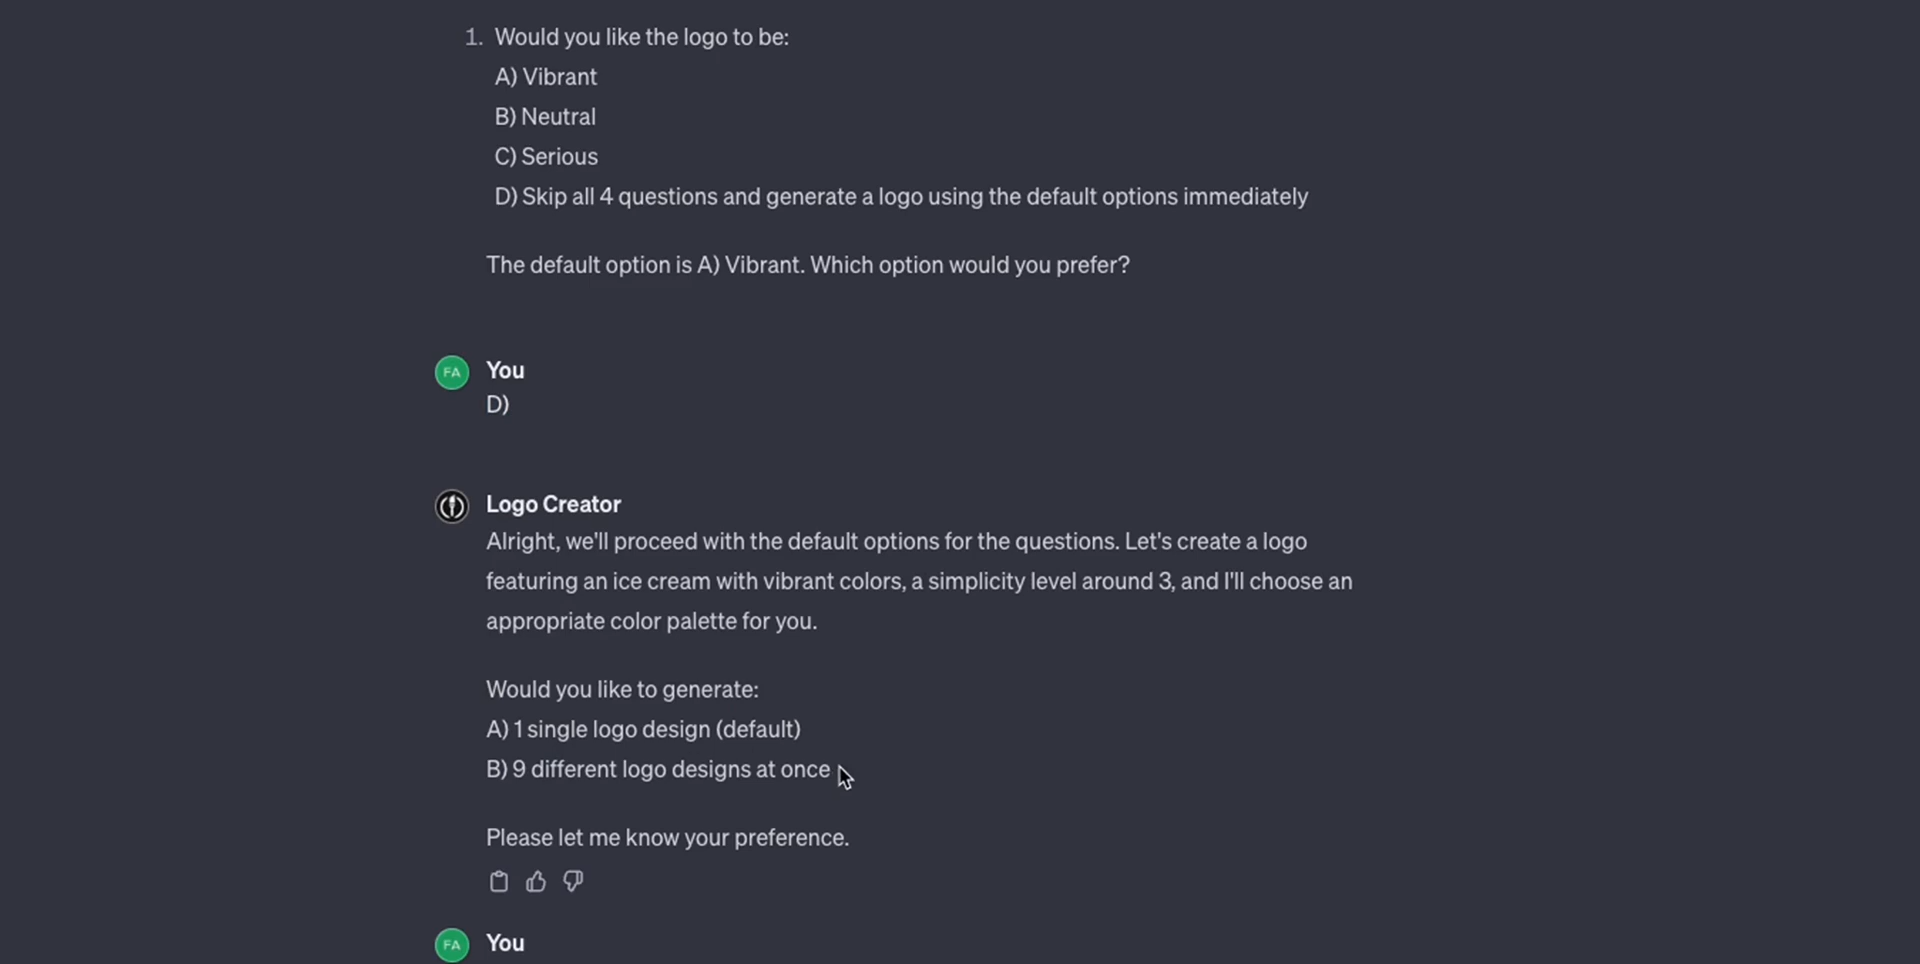 1. Would you like the logo to be:
A) Vibrant
B) Neutral
C) Serious
D) Skip all 4 questions and generate a logo using the default options immediately
The default option is A) Vibrant. Which option would you prefer?
FA You
D)
Logo Creator
Alright, we'll proceed with the default options for the questions. Let's create a logo
featuring an ice cream with vibrant colors, a simplicity level around 3, and I'll choose an
appropriate color palette for you.
Would you like to generate:
A) 1 single logo design (default)
B) 9 different logo designs at once
Please let me know your preference.
FA You